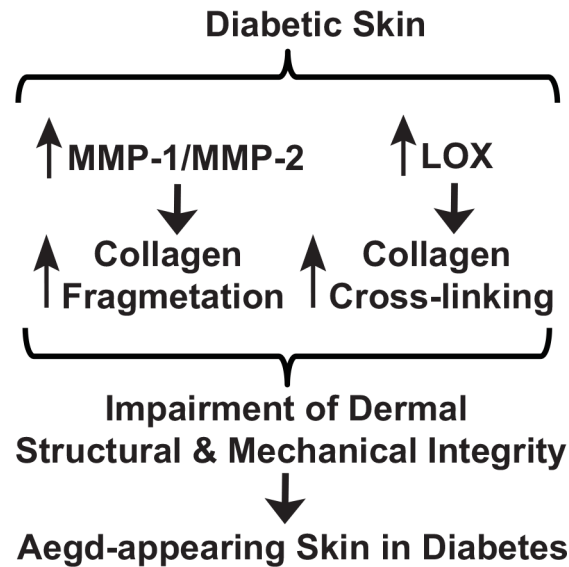 Diabetic Skin
MMP-1/MMP-2
LOX
Collagen
Fragmetation
Collagen
Cross-linking
Impairment of Dermal
Structural & Mechanical Integrity
Aegd-appearing Skin in Diabetes